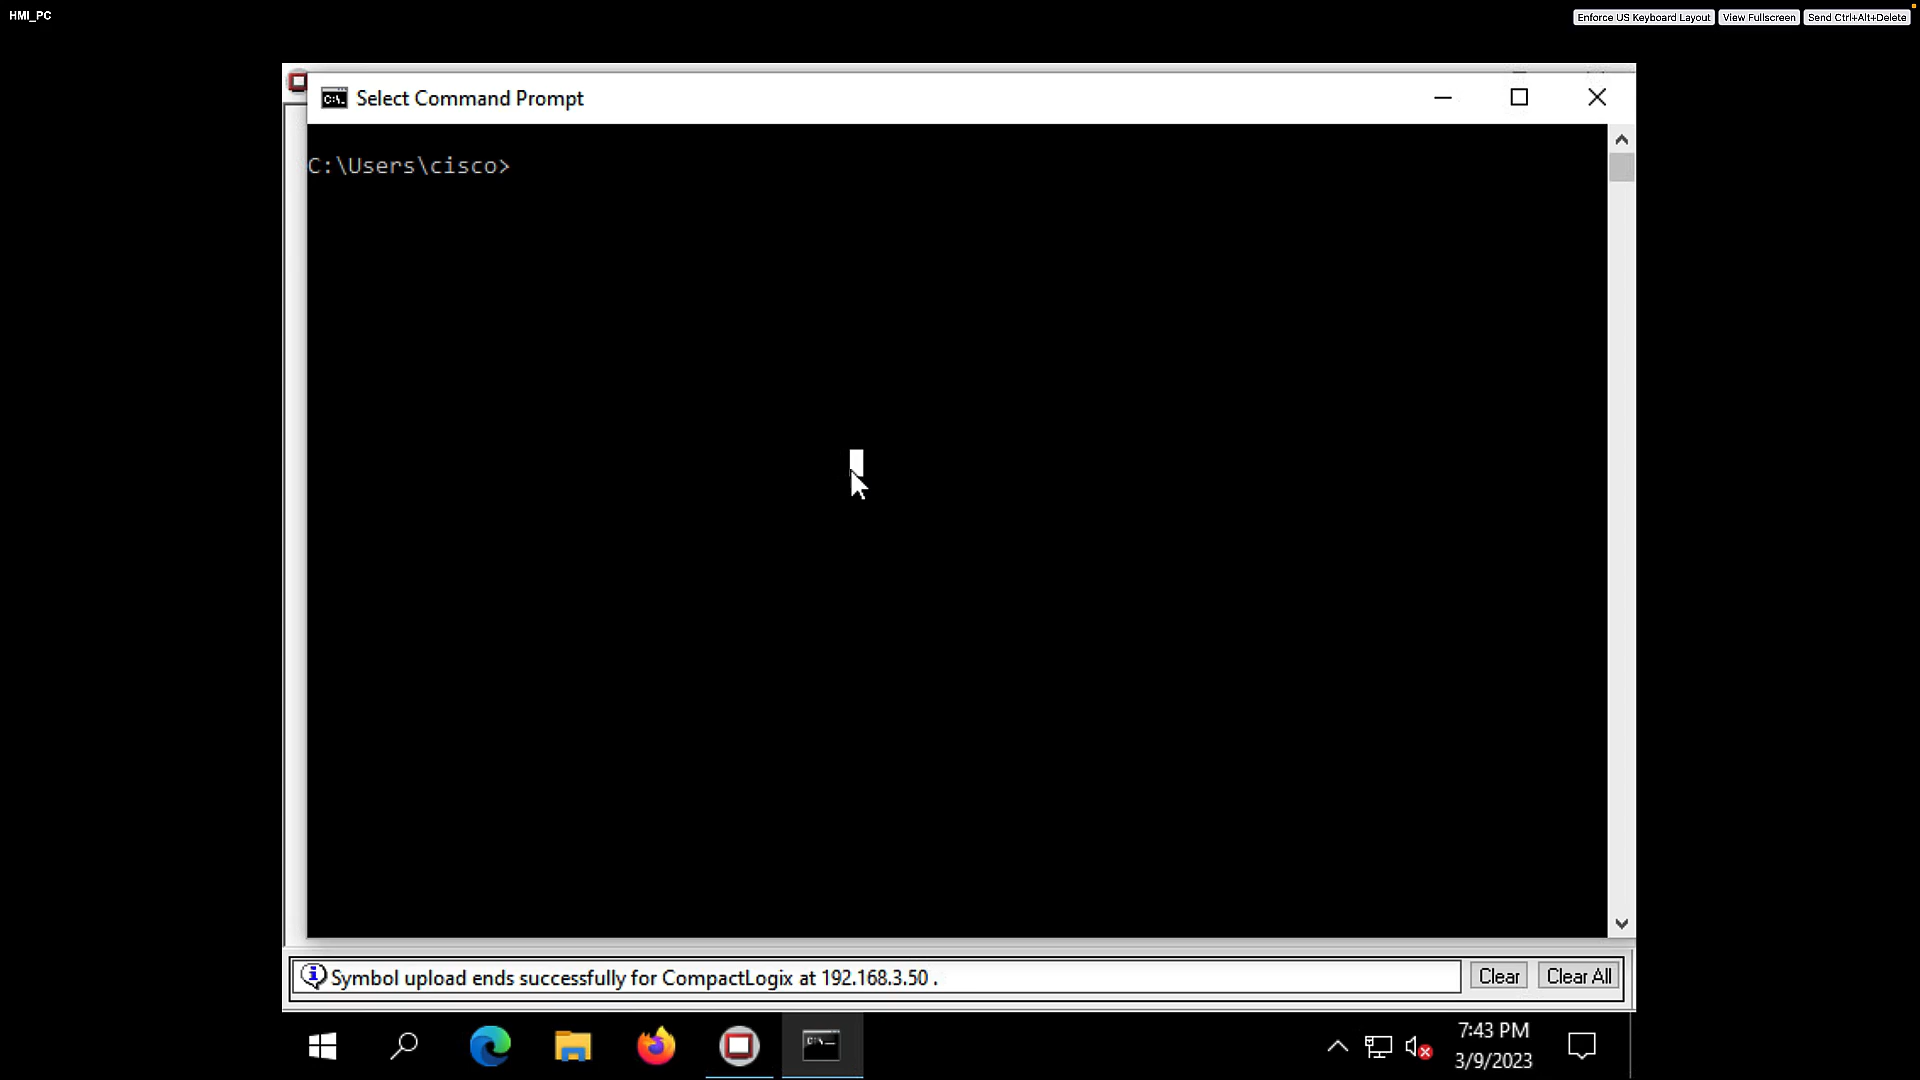 HMI_PC
Enforce US Keyboard Layout View Fullscreen Send Ctrl+Alt+Delete
Select Command Prompt
C:\Users\cisco>
Symbol upload ends successfully for CompactLogix at 192.168.3.50 .
Clear Clear All
7:43 PM
3/9/2023